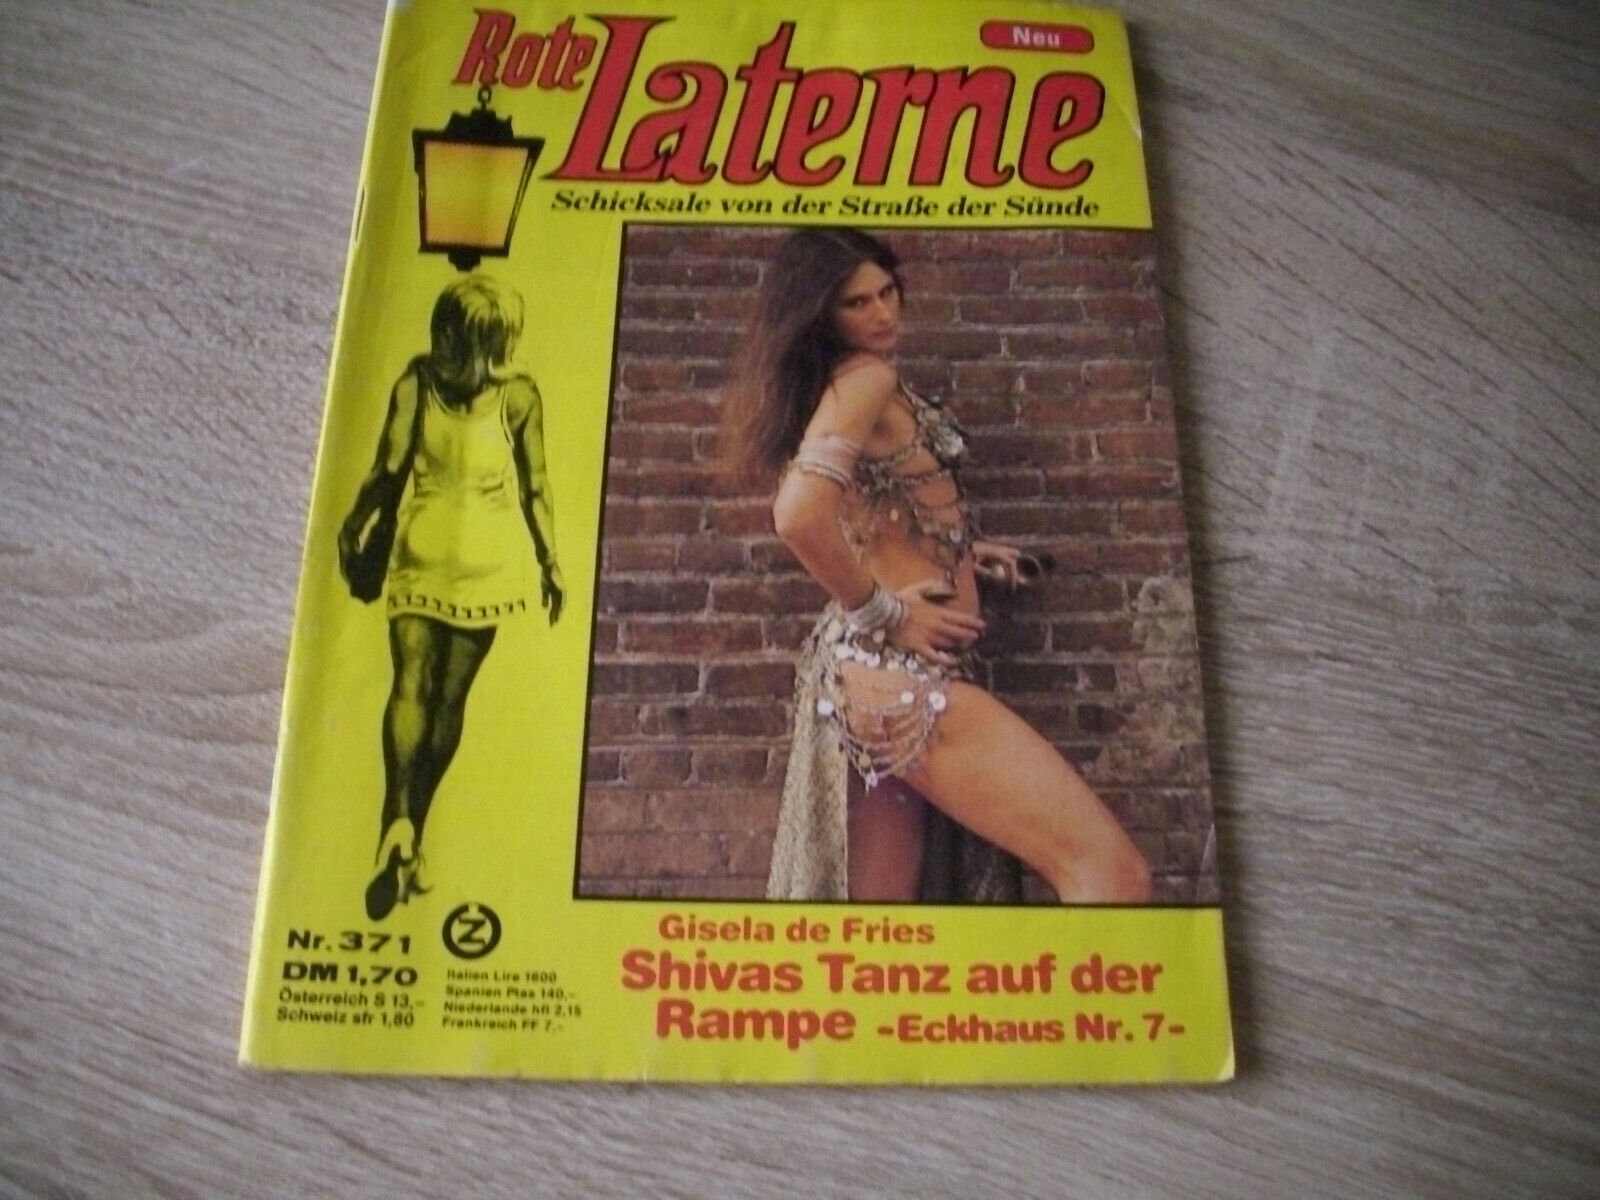 Rote
Laterne
Neu
Schicksale von der Straße der Sünde
Nr. 371
DM 1,70
Österreich S 13,-
Schweiz sfr 1,80
Z
Italien Lire 1600
Spanien Ptas 140,-
Niederlande hfl 2,15
Frankreich FF 7,-
Gisela de Fries
Shivas Tanz auf der
Rampe -Eckhaus Nr. 7-